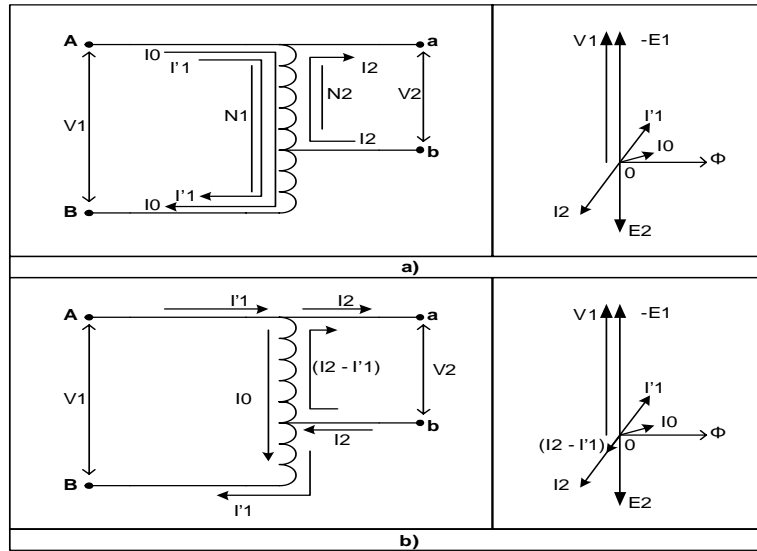 A
a
I0
I'1
I2
V1
N1
N2
V2
I2
b
I'1
I0
B
V1
-E1
I'1
I0
Φ
0
I2
E2
a)
A
I'1
I2
a
V1
I0
(I2 - I'1)
V2
b
I2
B
I'1
V1
-E1
I'1
I0
Φ
(I2 - I'1)
0
I2
E2
b)